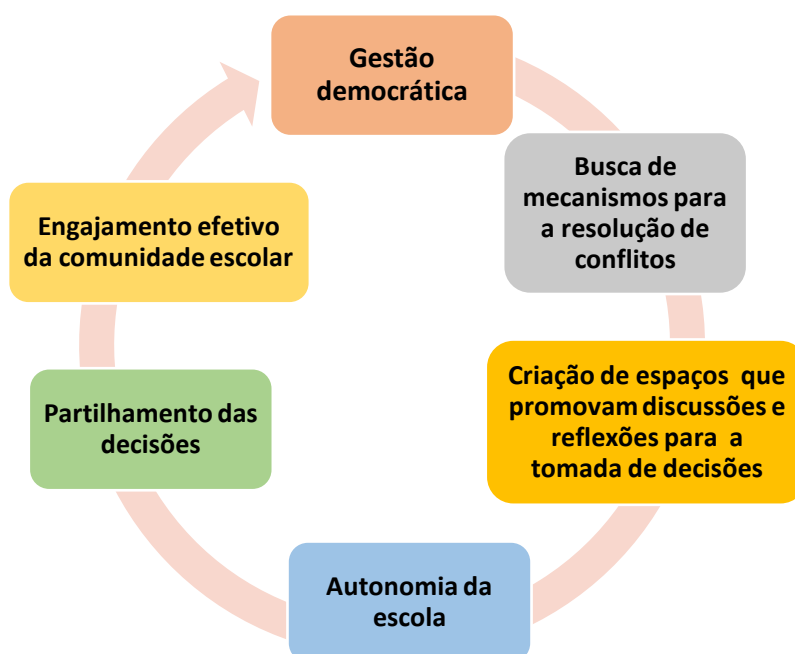 Gestão
democrática
Busca de
mecanismos para
a resolução de
conflitos
Criação de espaços que
promovam discussões e
reflexões para a
tomada de decisões
Autonomia da
escola
Partilhamento das
decisões
Engajamento efetivo
da comunidade escolar